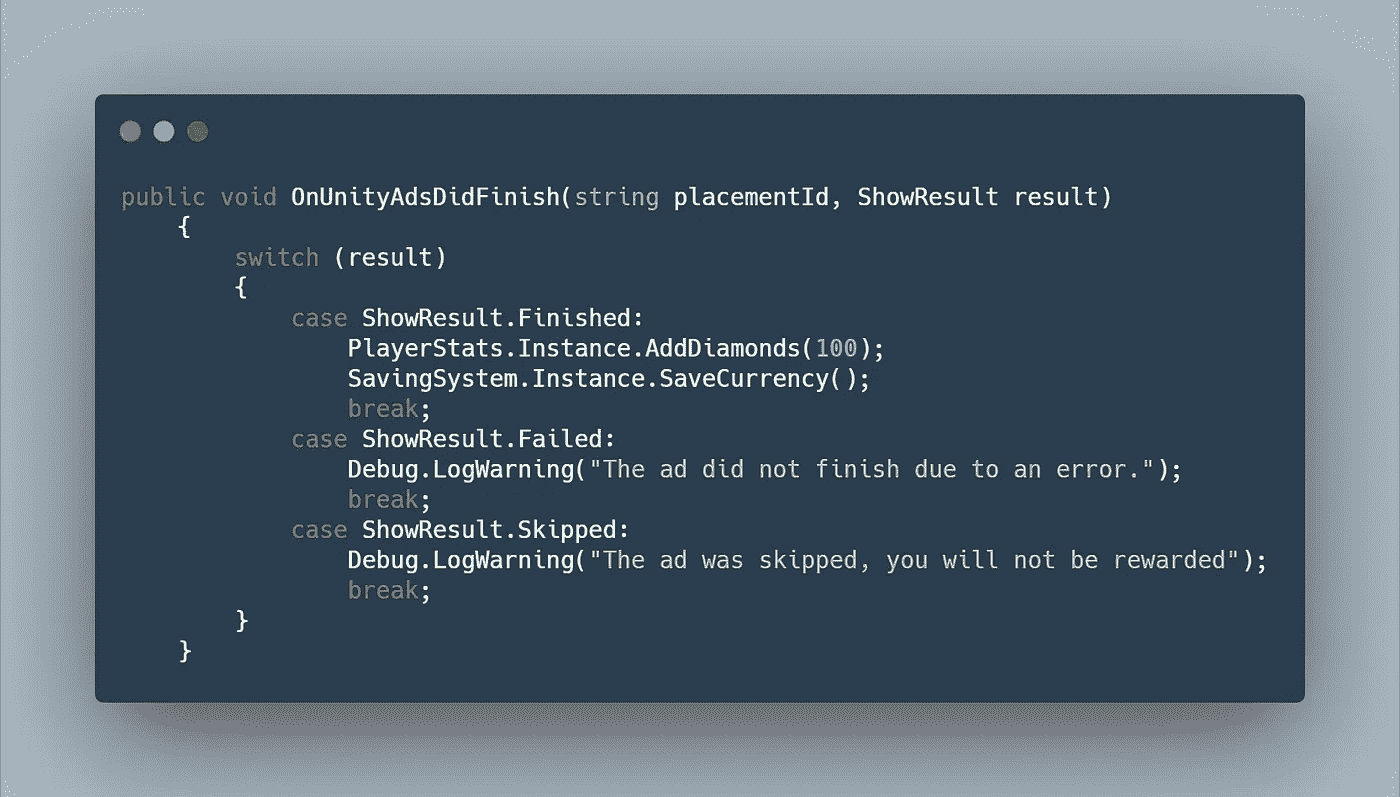 public void OnUnityAdsDidFinish(string placementId, ShowResult result)
    {
        switch (result)
        {
            case ShowResult.Finished:
                PlayerStats.Instance.AddDiamonds(100);
                SavingSystem.Instance.SaveCurrency();
                break;
            case ShowResult.Failed:
                Debug.LogWarning("The ad did not finish due to an error.");
                break;
            case ShowResult.Skipped:
                Debug.LogWarning("The ad was skipped, you will not be rewarded");
                break;
        }
    }